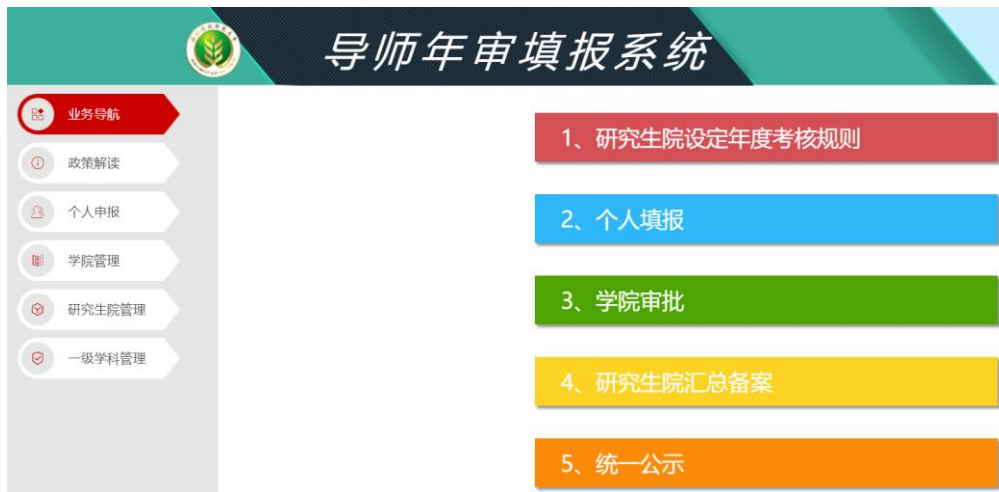 导师年审填报系统
业务导航
政策解读
个人申报
学院管理
研究生院管理
一级学科管理
1、研究生院设定年度考核规则
2、个人填报
3、学院审批
4、研究生院汇总备案
5、统一公示